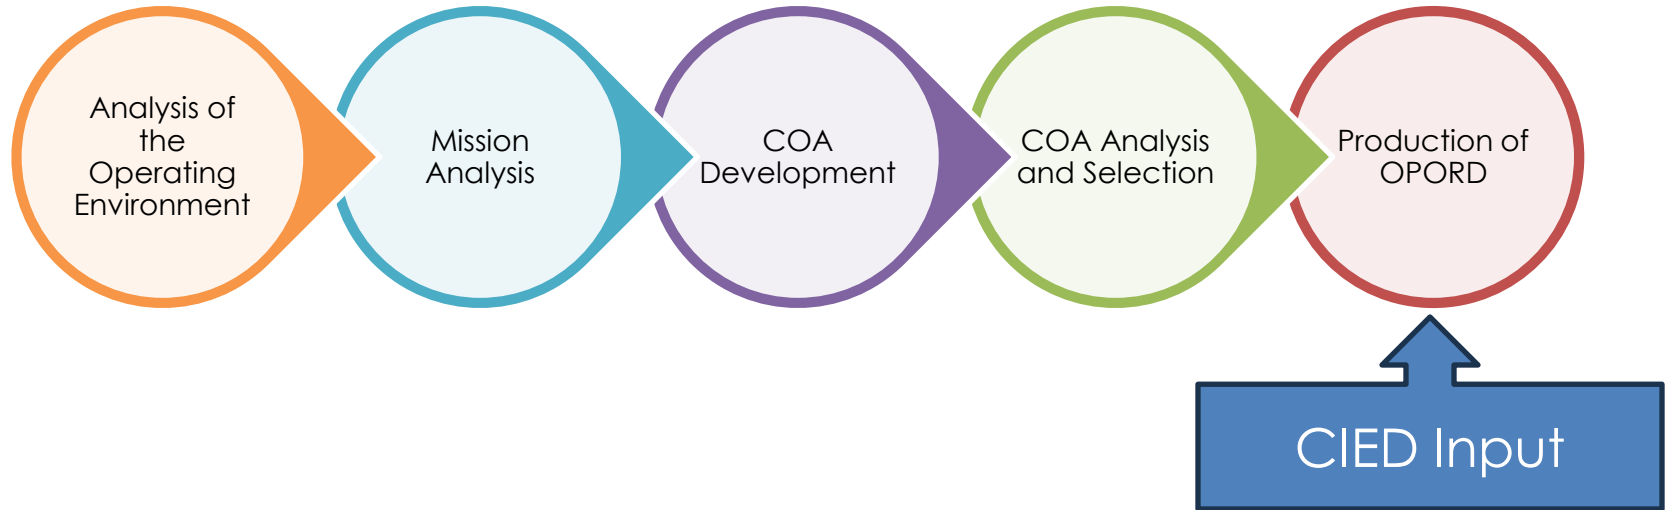 Analysis of
the
Operating
Environment
Mission
Analysis
COA
Development
COA Analysis
and Selection
Production of
OPORD
CIED Input